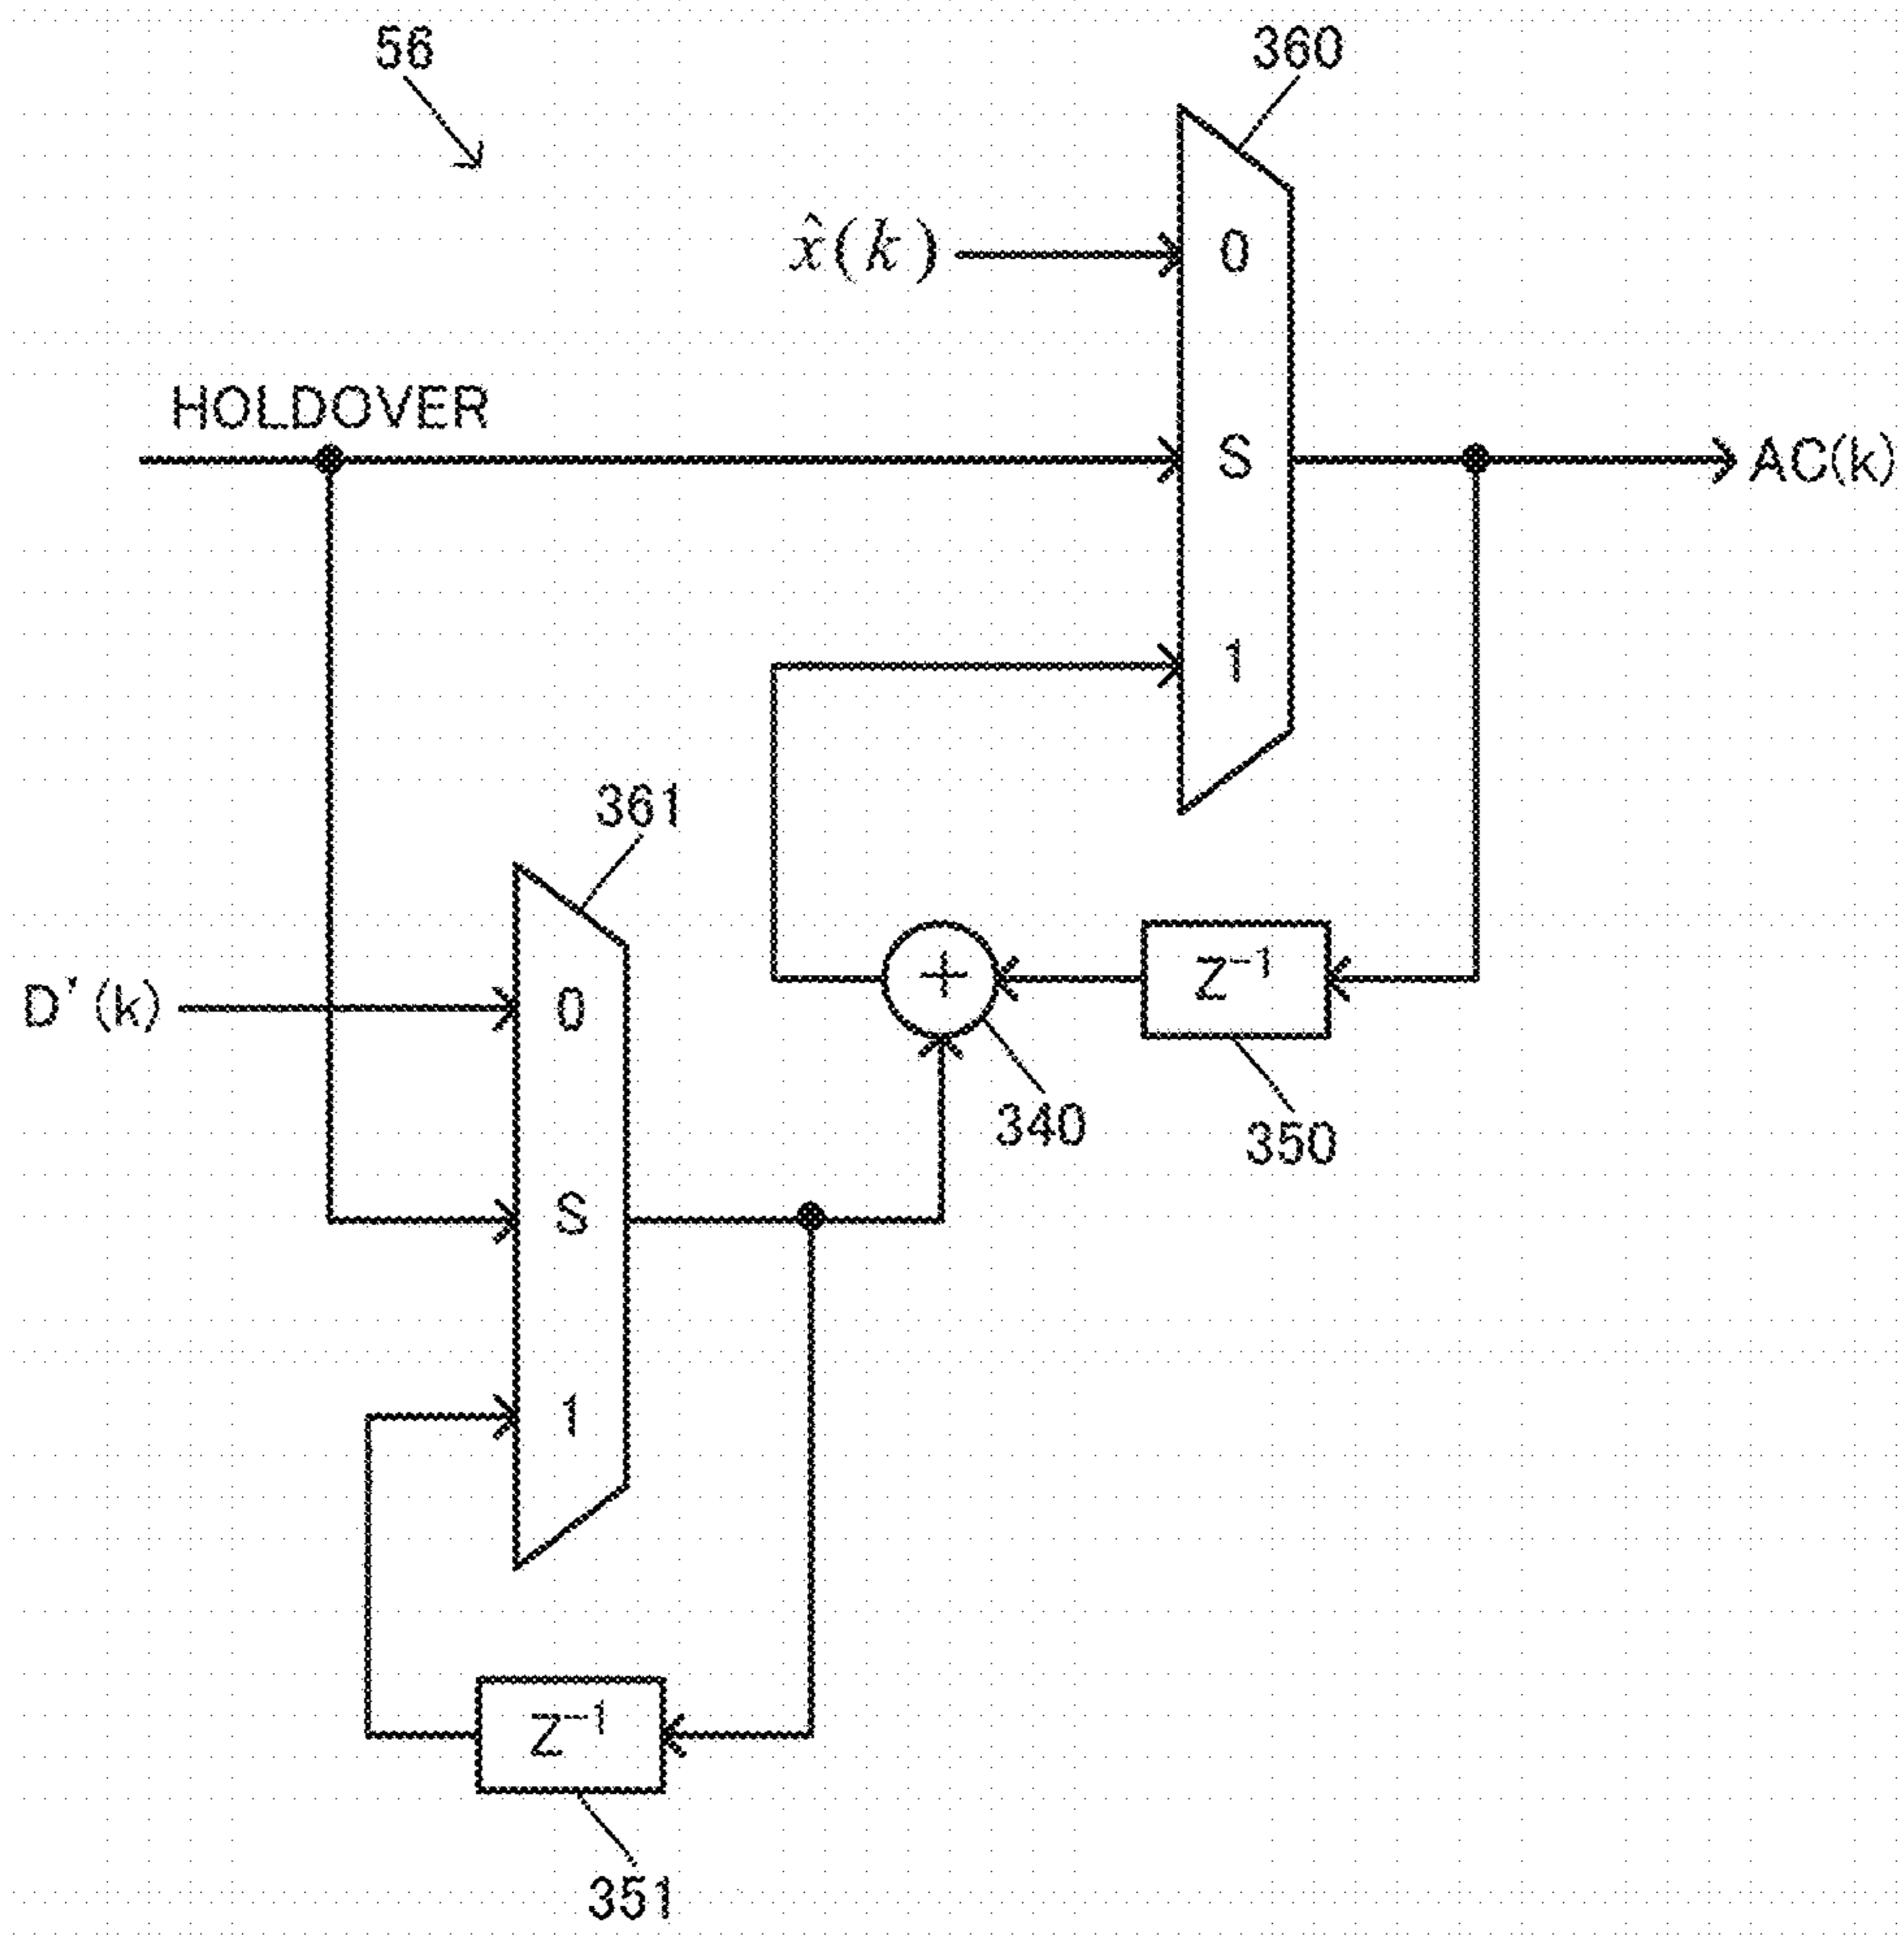 56
360
x̂(k)
0
HOLDOVER
S
AC(k)
1
361
D'(k)
0
+
Z⁻¹
340
350
S
1
Z⁻¹
351